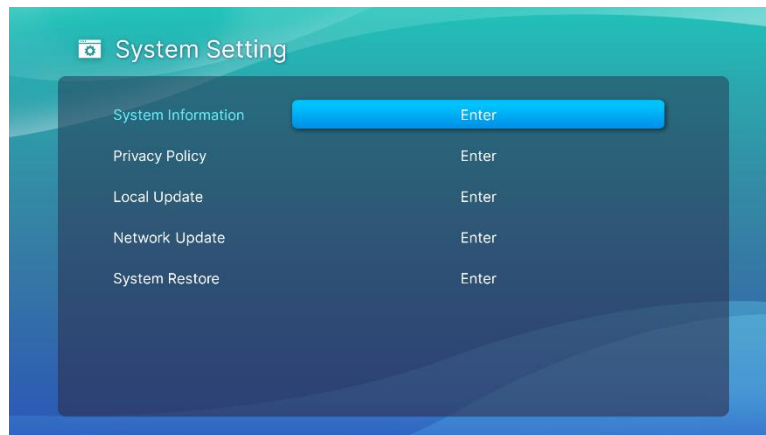 System Setting
System Information Enter
Privacy Policy Enter
Local Update Enter
Network Update Enter
System Restore Enter